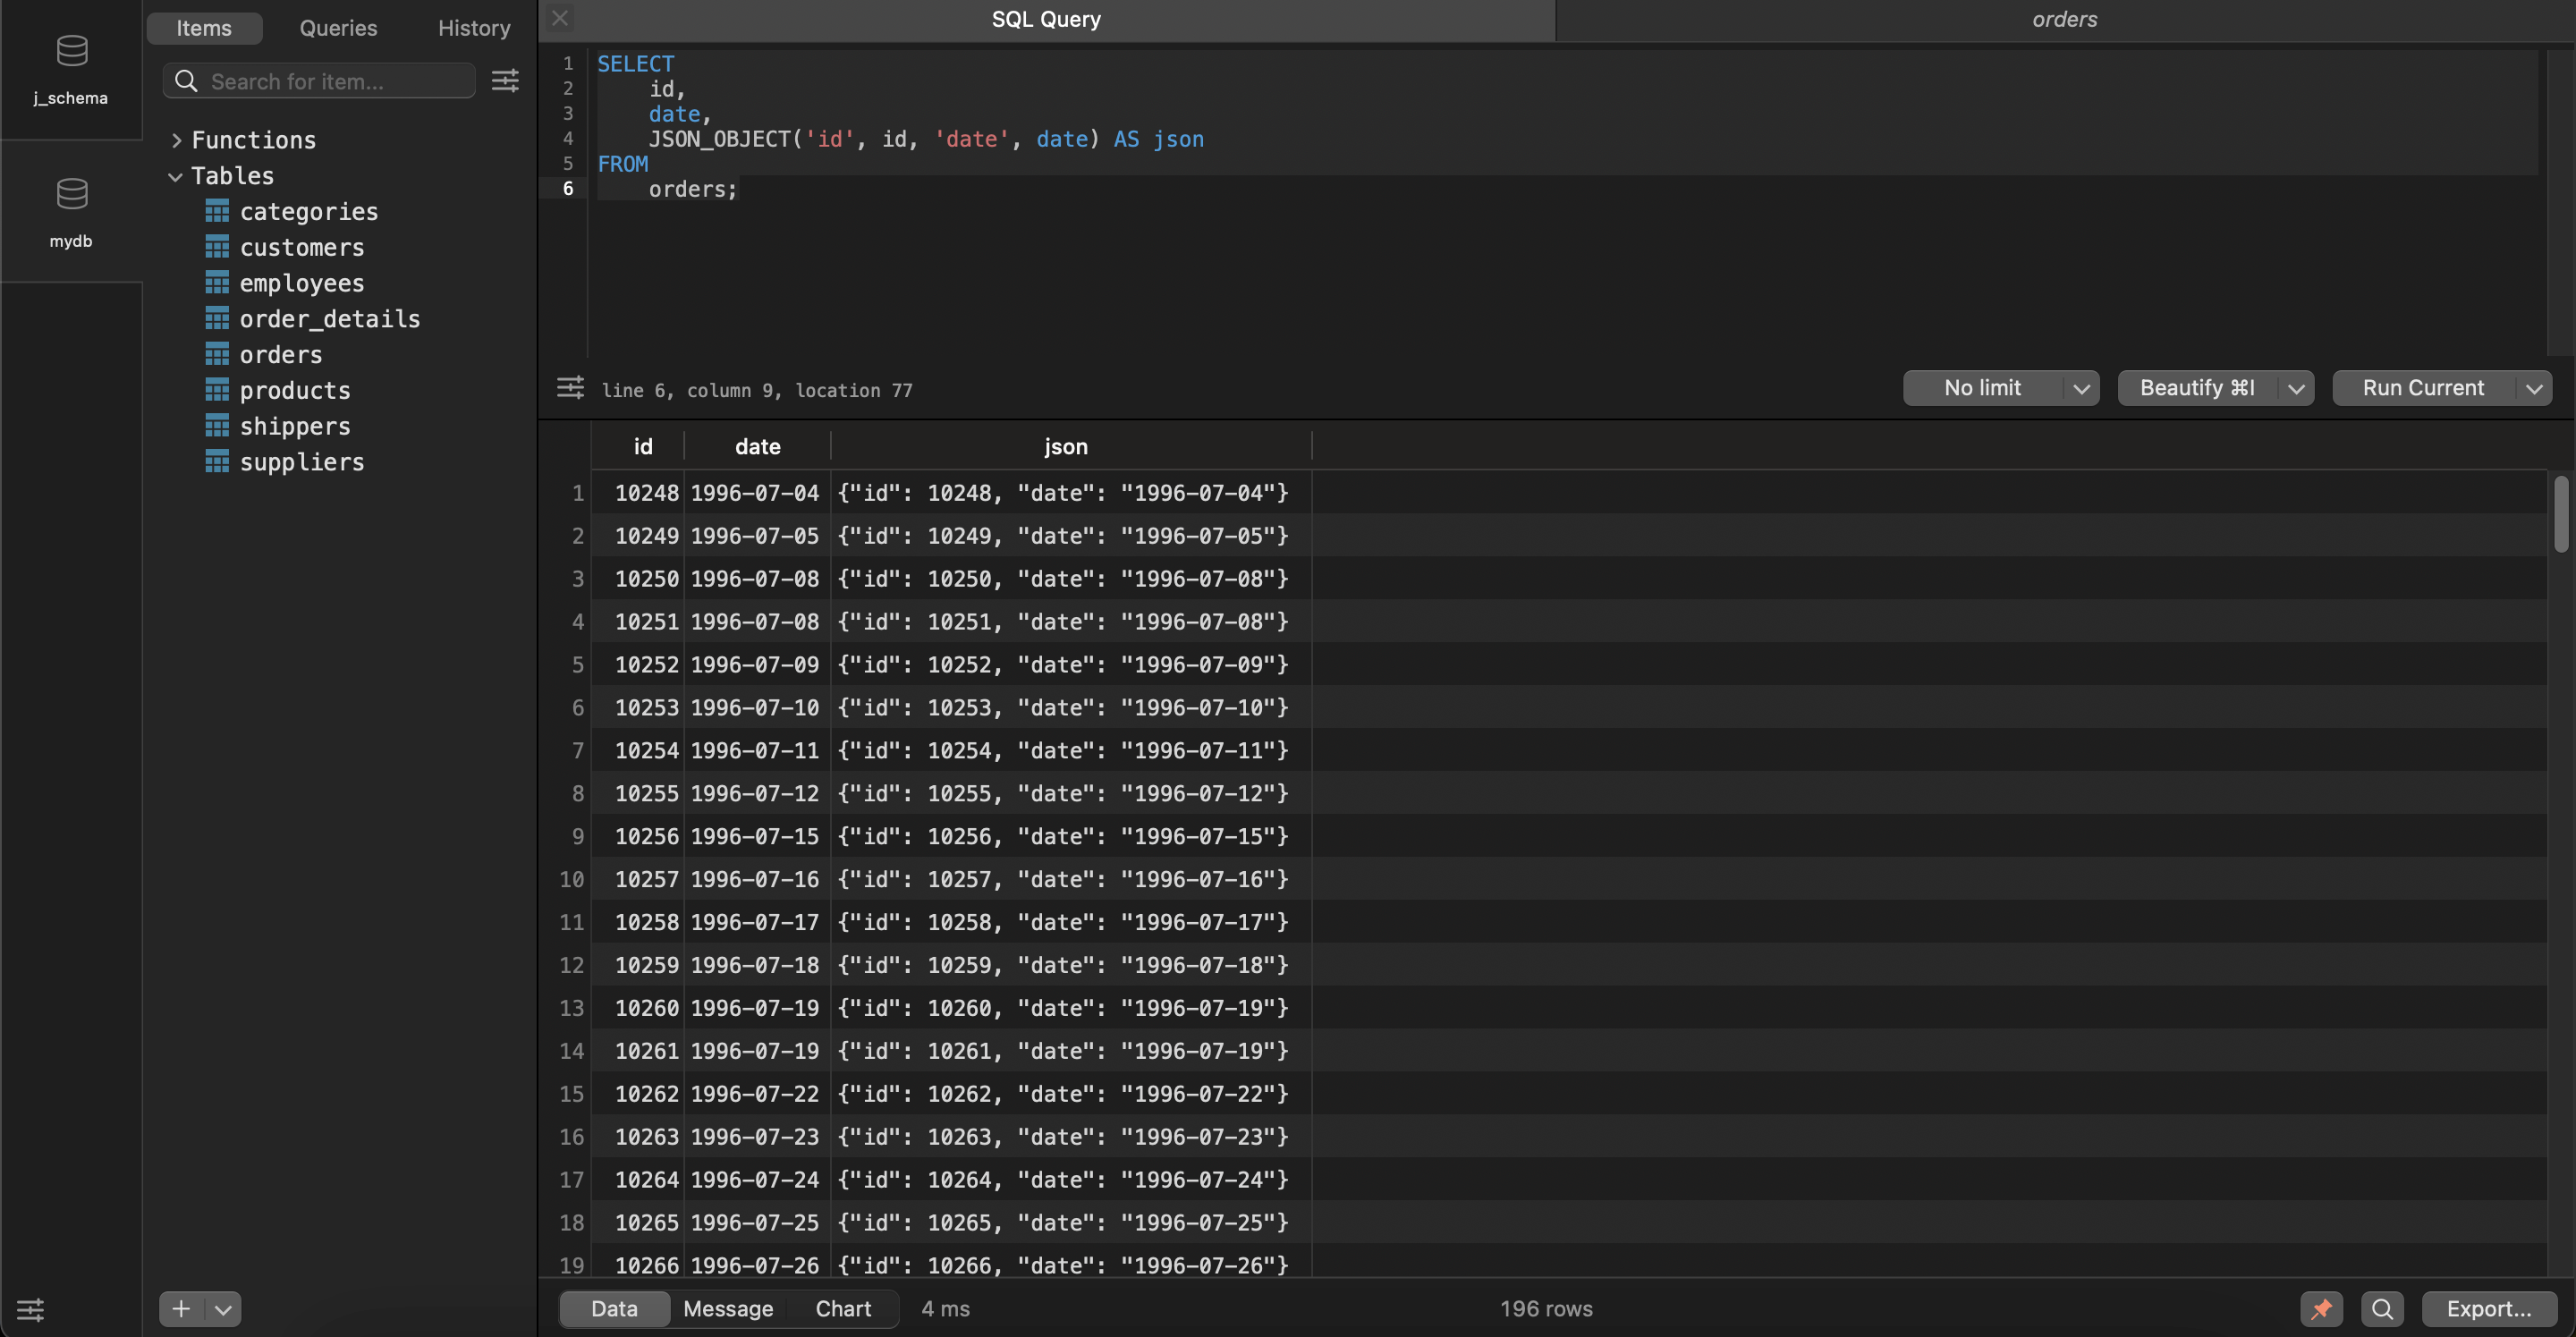 j_schema
mydb
Items Queries History
Search for item...
Functions
Tables
categories
customers
employees
order_details
orders
products
shippers
suppliers
SQL Query
orders
1 SELECT
2 id,
3 date,
4 JSON_OBJECT('id', id, 'date', date) AS json
5 FROM
6 orders;
line 6, column 9, location 77
No limit
Beautify ⌘I
Run Current
id date json
1 10248 1996-07-04 {"id": 10248, "date": "1996-07-04"}
2 10249 1996-07-05 {"id": 10249, "date": "1996-07-05"}
3 10250 1996-07-08 {"id": 10250, "date": "1996-07-08"}
4 10251 1996-07-08 {"id": 10251, "date": "1996-07-08"}
5 10252 1996-07-09 {"id": 10252, "date": "1996-07-09"}
6 10253 1996-07-10 {"id": 10253, "date": "1996-07-10"}
7 10254 1996-07-11 {"id": 10254, "date": "1996-07-11"}
8 10255 1996-07-12 {"id": 10255, "date": "1996-07-12"}
9 10256 1996-07-15 {"id": 10256, "date": "1996-07-15"}
10 10257 1996-07-16 {"id": 10257, "date": "1996-07-16"}
11 10258 1996-07-17 {"id": 10258, "date": "1996-07-17"}
12 10259 1996-07-18 {"id": 10259, "date": "1996-07-18"}
13 10260 1996-07-19 {"id": 10260, "date": "1996-07-19"}
14 10261 1996-07-19 {"id": 10261, "date": "1996-07-19"}
15 10262 1996-07-22 {"id": 10262, "date": "1996-07-22"}
16 10263 1996-07-23 {"id": 10263, "date": "1996-07-23"}
17 10264 1996-07-24 {"id": 10264, "date": "1996-07-24"}
18 10265 1996-07-25 {"id": 10265, "date": "1996-07-25"}
19 10266 1996-07-26 {"id": 10266, "date": "1996-07-26"}
Data Message Chart 4 ms 196 rows Export...